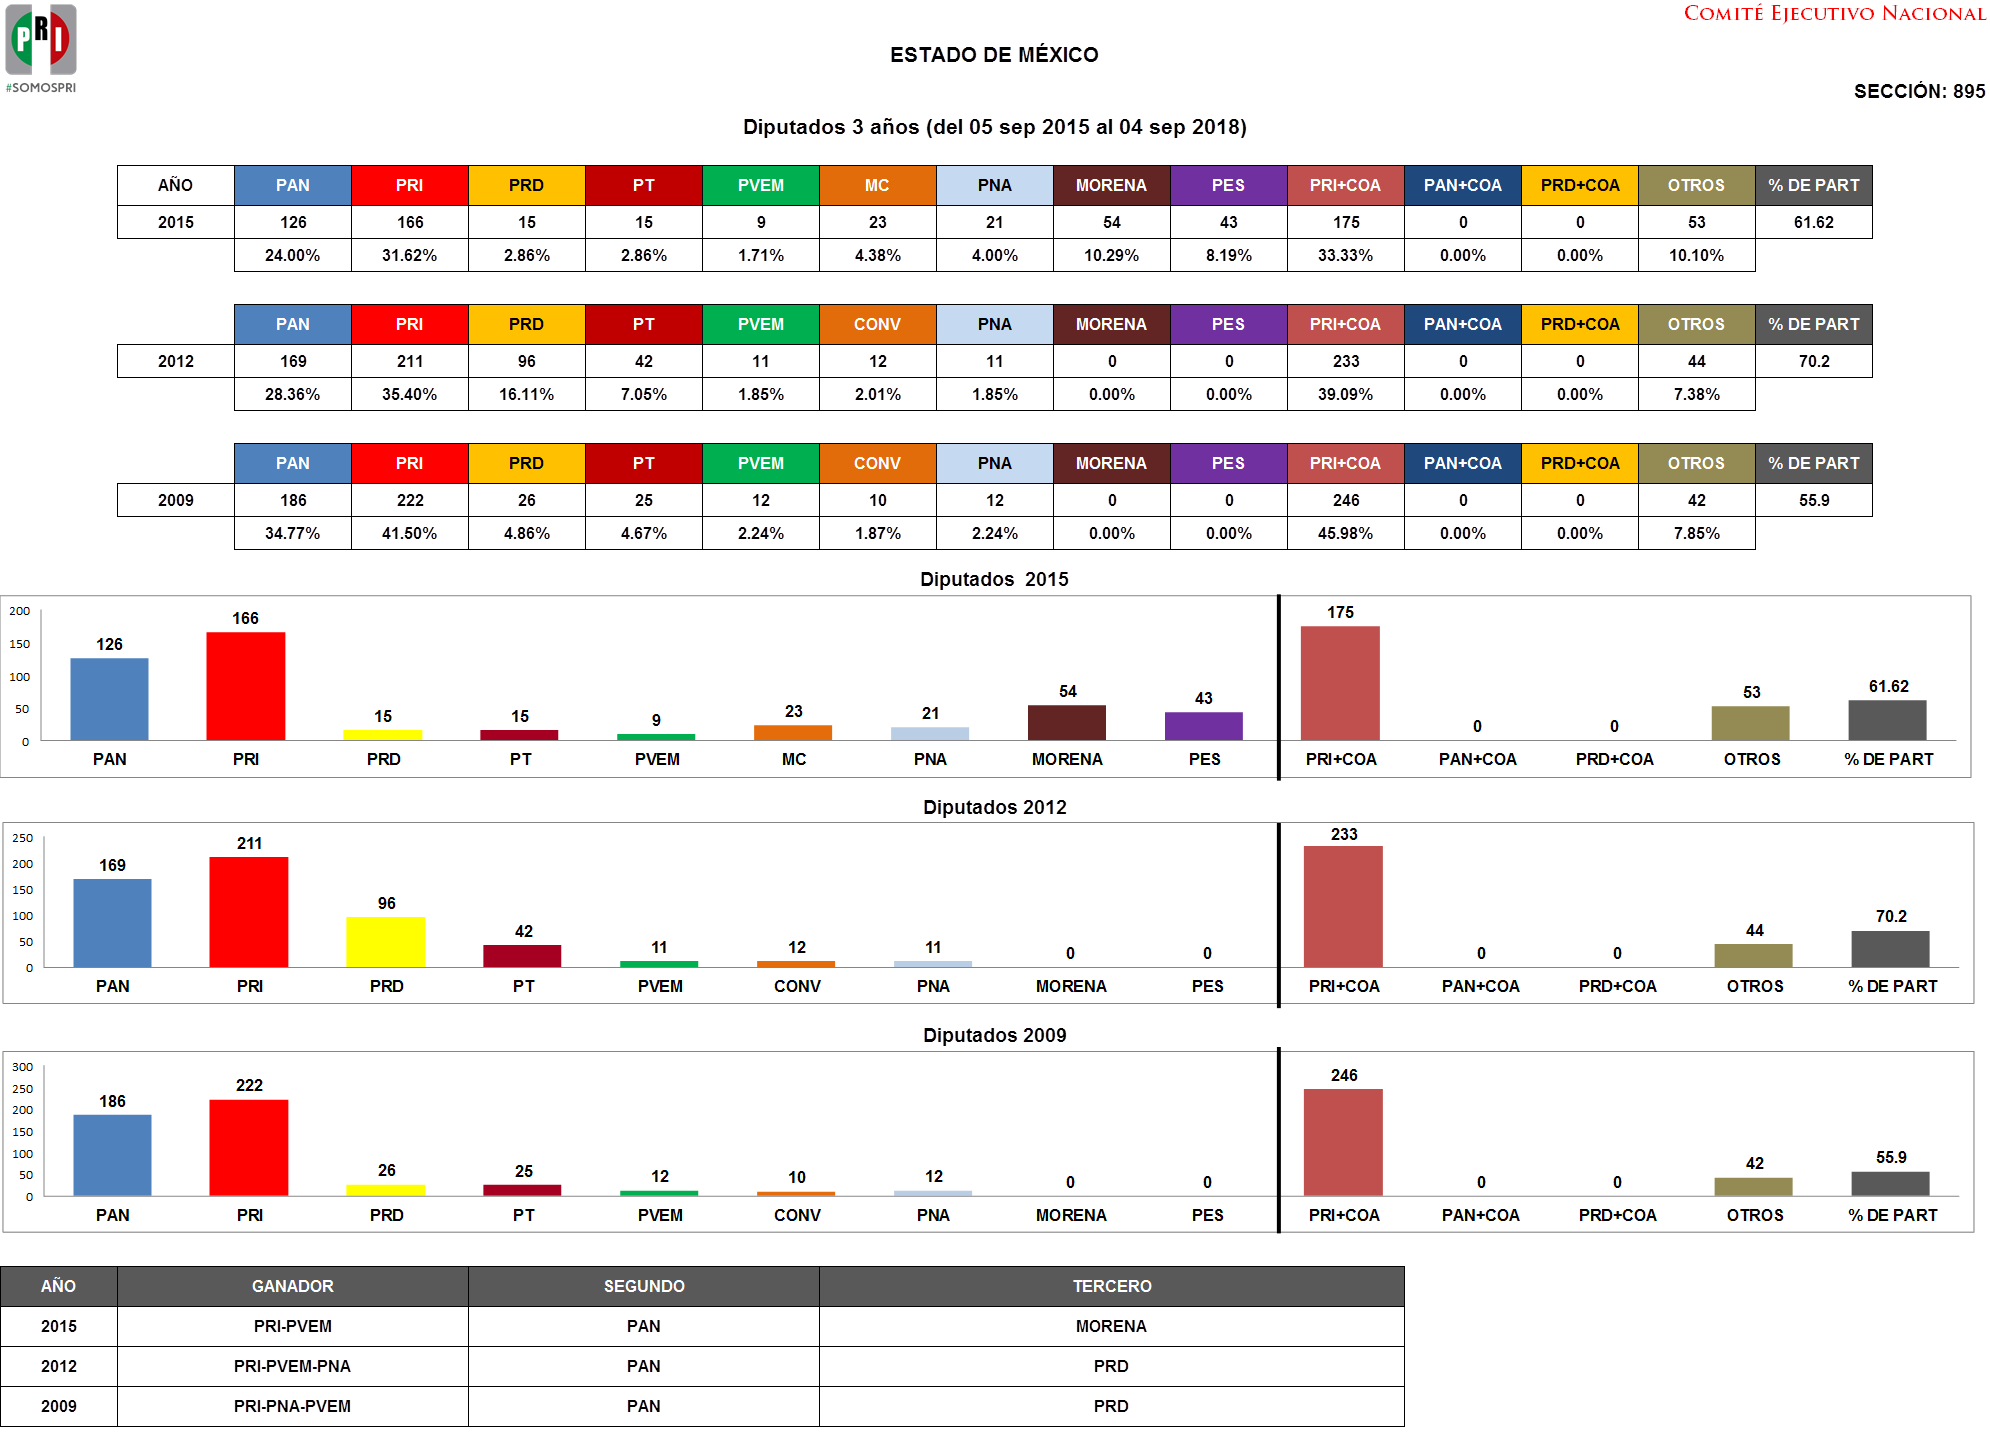 PRI
#SOMOSPRI
COMITÉ EJECUTIVO NACIONAL
ESTADO DE MÉXICO
SECCIÓN: 895
Diputados 3 años (del 05 sep 2015 al 04 sep 2018)
AÑO PAN PRI PRD PT PVEM MC PNA MORENA PES PRI+COA PAN+COA PRD+COA OTROS % DE PART
2015 126 166 15 15 9 23 21 54 43 175 0 0 53 61.62
24.00% 31.62% 2.86% 2.86% 1.71% 4.38% 4.00% 10.29% 8.19% 33.33% 0.00% 0.00% 10.10%
PAN PRI PRD PT PVEM CONV PNA MORENA PES PRI+COA PAN+COA PRD+COA OTROS % DE PART
2012 169 211 96 42 11 12 11 0 0 233 0 0 44 70.2
28.36% 35.40% 16.11% 7.05% 1.85% 2.01% 1.85% 0.00% 0.00% 39.09% 0.00% 0.00% 7.38%
PAN PRI PRD PT PVEM CONV PNA MORENA PES PRI+COA PAN+COA PRD+COA OTROS % DE PART
2009 186 222 26 25 12 10 12 0 0 246 0 0 42 55.9
34.77% 41.50% 4.86% 4.67% 2.24% 1.87% 2.24% 0.00% 0.00% 45.98% 0.00% 0.00% 7.85%
Diputados 2015
200
150
100
50
0
126 166 15 15 9 23 21 54 43 175 0 0 53 61.62
PAN PRI PRD PT PVEM MC PNA MORENA PES PRI+COA PAN+COA PRD+COA OTROS % DE PART
Diputados 2012
250
200
150
100
50
0
169 211 96 42 11 12 11 0 0 233 0 0 44 70.2
PAN PRI PRD PT PVEM CONV PNA MORENA PES PRI+COA PAN+COA PRD+COA OTROS % DE PART
Diputados 2009
300
250
200
150
100
50
0
186 222 26 25 12 10 12 0 0 246 0 0 42 55.9
PAN PRI PRD PT PVEM CONV PNA MORENA PES PRI+COA PAN+COA PRD+COA OTROS % DE PART
AÑO GANADOR SEGUNDO TERCERO
2015 PRI-PVEM PAN MORENA
2012 PRI-PVEM-PNA PAN PRD
2009 PRI-PNA-PVEM PAN PRD